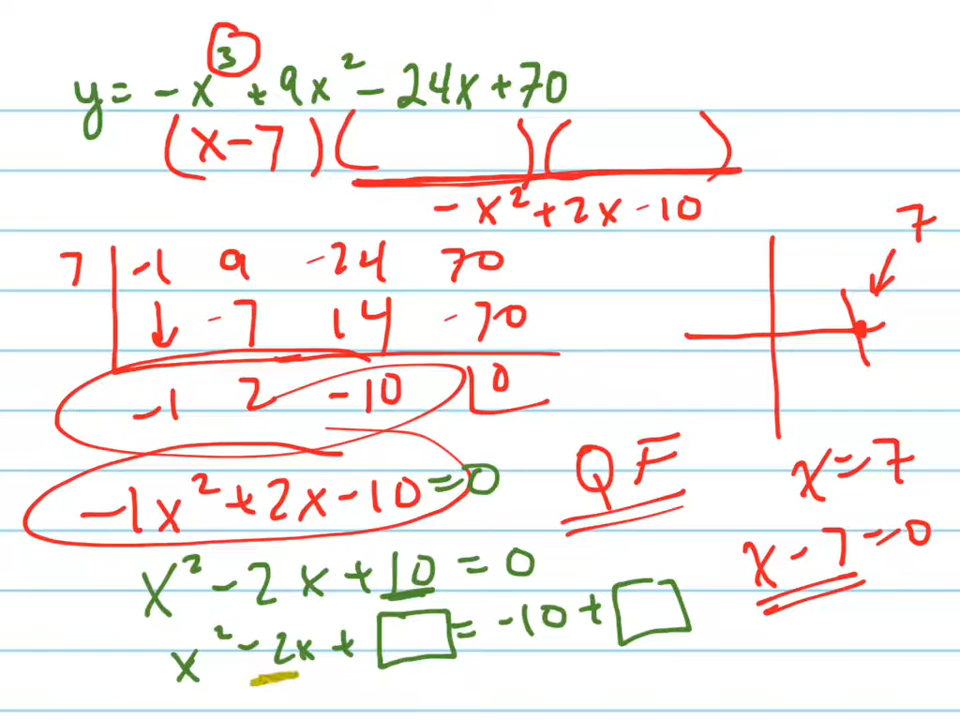 y = -x³ + 9x² - 24x + 70
(x-7)(      )(      )
-x² + 2x - 10
7
7 | -1 9 -24 70
↓ -7 14 -70
-1 2 -10 | 0
QF
x = 7
-1x² + 2x - 10 = 0
x - 7 = 0
x² - 2x + 10 = 0
x² - 2x + □ = -10 + □